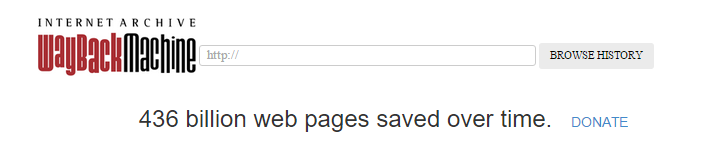 INTERNET ARCHIVE
WayBackMachine
http://
BROWSE HISTORY
436 billion web pages saved over time. DONATE